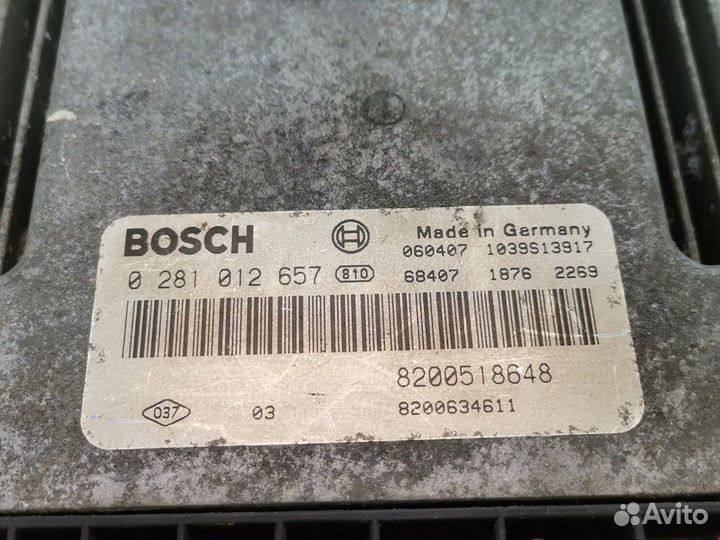 BOSCH
Made in Germany
060407 1039S13917
0 281 012 657 810
68407 1876 2269
8200518648
037 03 8200634611
Avito